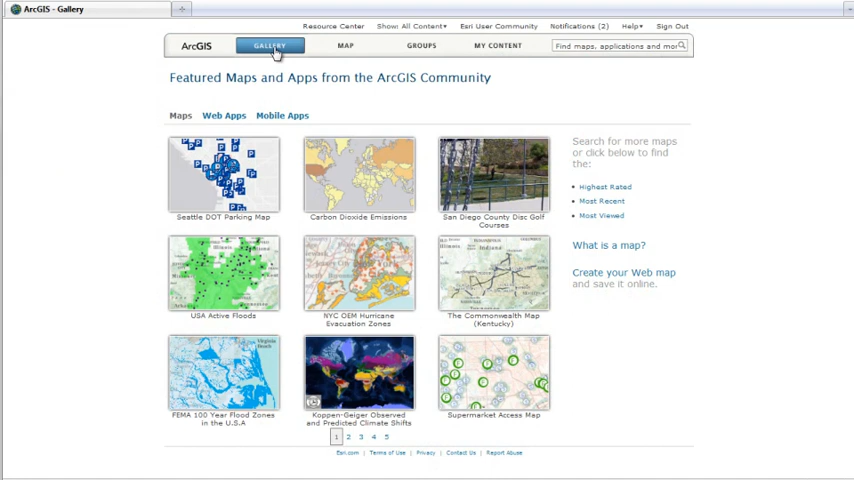 ArcGIS - Gallery
Resource Center Show: All Content Esri User Community Notifications (2) Help Sign Out
ArcGIS GALLERY MAP GROUPS MY CONTENT Find maps, applications and mor
Featured Maps and Apps from the ArcGIS Community
Maps Web Apps Mobile Apps
Search for more maps
or click below to find
the:
Highest Rated
Most Recent
Most Viewed
What is a map?
Create your Web map
and save it online.
Seattle DOT Parking Map
Carbon Dioxide Emissions
San Diego County Disc Golf
Courses
USA Active Floods
NYC OEM Hurricane
Evacuation Zones
The Commonwealth Map
(Kentucky)
Virginia
Beach
FEMA 100 Year Flood Zones
in the U.S.A
Koppen-Geiger Observed
and Predicted Climate Shifts
Supermarket Access Map
1 2 3 4 5
Esri.com Terms of Use Privacy Contact Us Report Abuse